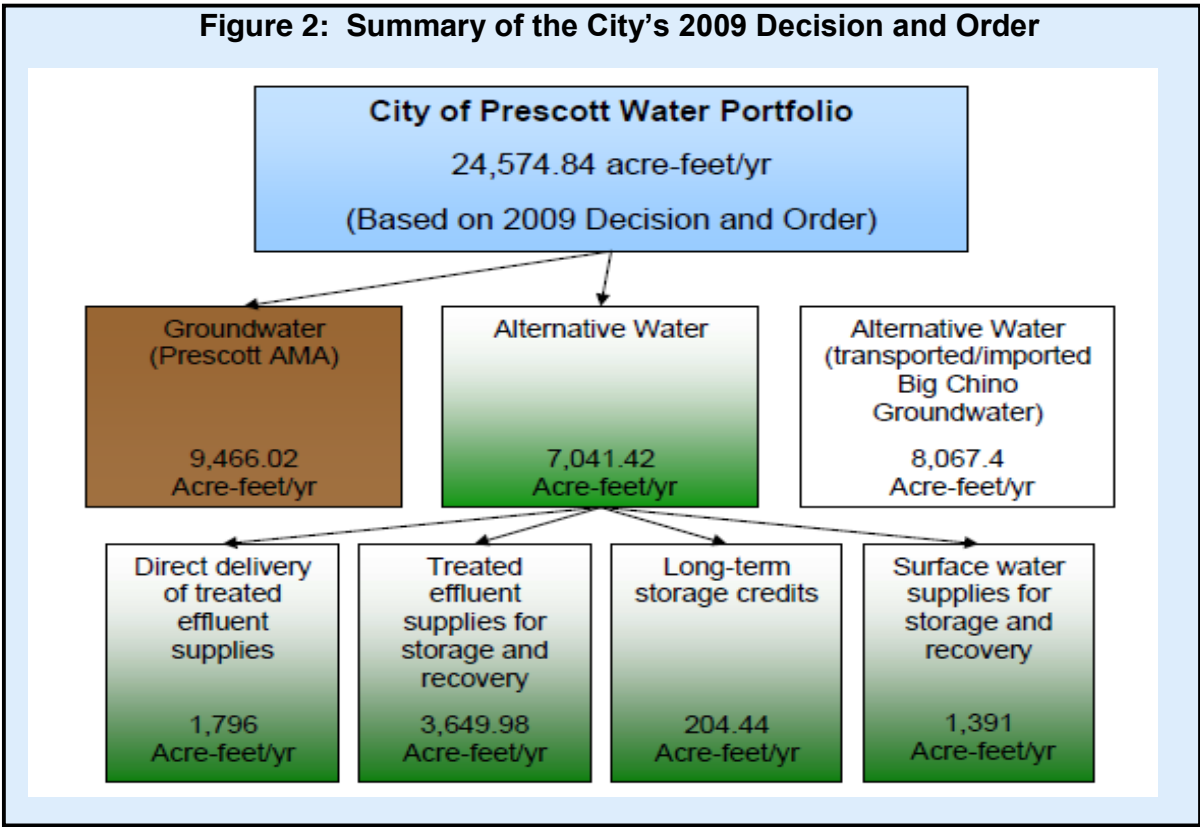 Figure 2: Summary of the City's 2009 Decision and Order
City of Prescott Water Portfolio
24,574.84 acre-feet/yr
(Based on 2009 Decision and Order)
Groundwater
(Prescott AMA)
9,466.02
Acre-feet/yr
Alternative Water
7,041.42
Acre-feet/yr
Alternative Water
(transported/imported
Big Chino
Groundwater)
8,067.4
Acre-feet/yr
Direct delivery
of treated
effluent
supplies
1,796
Acre-feet/yr
Treated
effluent
supplies for
storage and
recovery
3,649.98
Acre-feet/yr
Long-term
storage credits
204.44
Acre-feet/yr
Surface water
supplies for
storage and
recovery
1,391
Acre-feet/yr